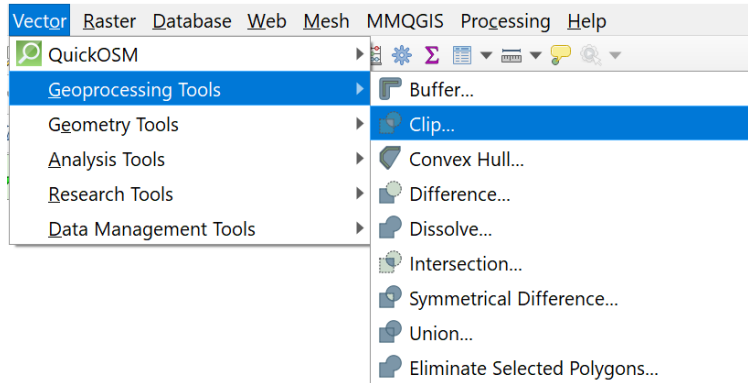 Vector Raster Database Web Mesh MMQGIS Processing Help
QuickOSM
Geoprocessing Tools
Geometry Tools
Analysis Tools
Research Tools
Data Management Tools
Buffer...
Clip...
Convex Hull...
Difference...
Dissolve...
Intersection...
Symmetrical Difference...
Union...
Eliminate Selected Polygons...